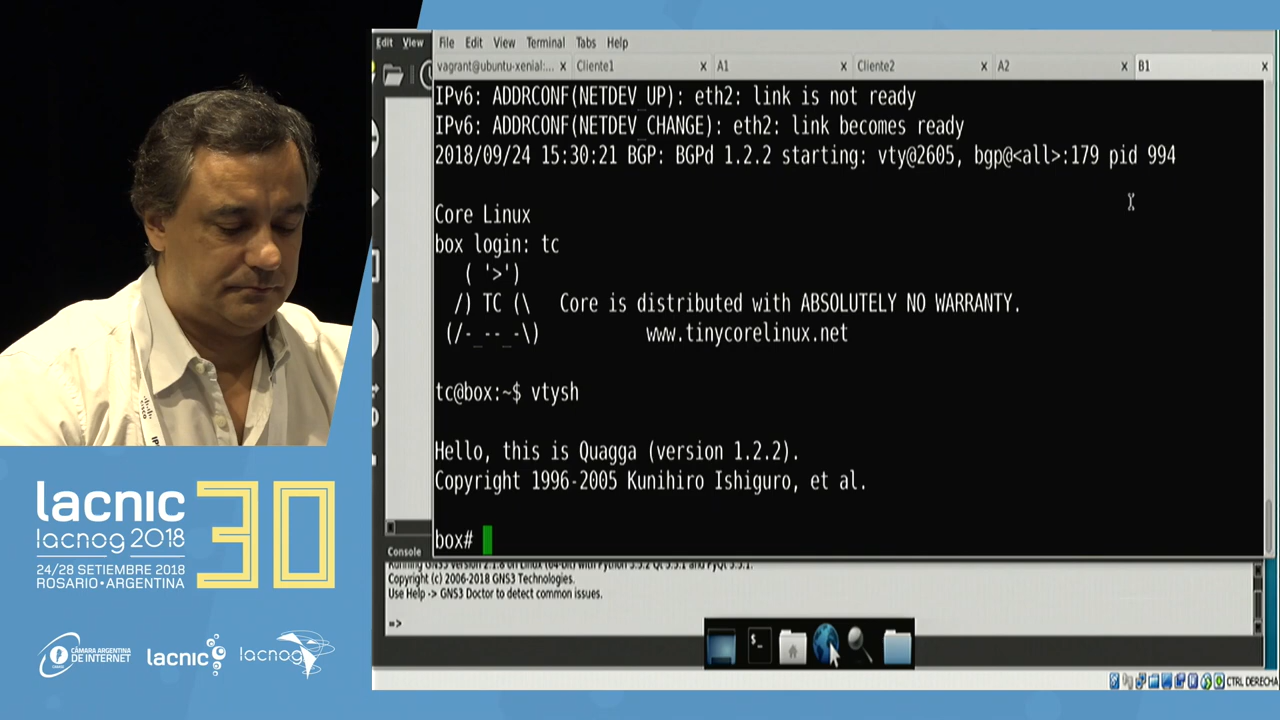 Edit View
File Edit View Terminal Tabs Help
vagrant@ubuntu-xenial:... x Cliente1 x A1 x Cliente2 x A2 x B1 x
IPv6: ADDRCONF(NETDEV_UP): eth2: link is not ready
IPv6: ADDRCONF(NETDEV_CHANGE): eth2: link becomes ready
2018/09/24 15:30:21 BGP: BGPd 1.2.2 starting: vty@2605, bgp@<all>:179 pid 994
Core Linux
box login: tc
( '>')
/) TC (\ Core is distributed with ABSOLUTELY NO WARRANTY.
(/-_--_-\) www.tinycorelinux.net
tc@box:~$ vtysh
Hello, this is Quagga (version 1.2.2).
Copyright 1996-2005 Kunihiro Ishiguro, et al.
box#
Console
Copyright (c) 2006-2018 GNS3 Technologies.
Use Help -> GNS3 Doctor to detect common issues.
=>
CTRL DERECHA
lacnic 30
lacnog 2018
24/28 SETIEMBRE 2018
ROSARIO•ARGENTINA
CÁMARA ARGENTINA
DE INTERNET
lacnic
lacnog